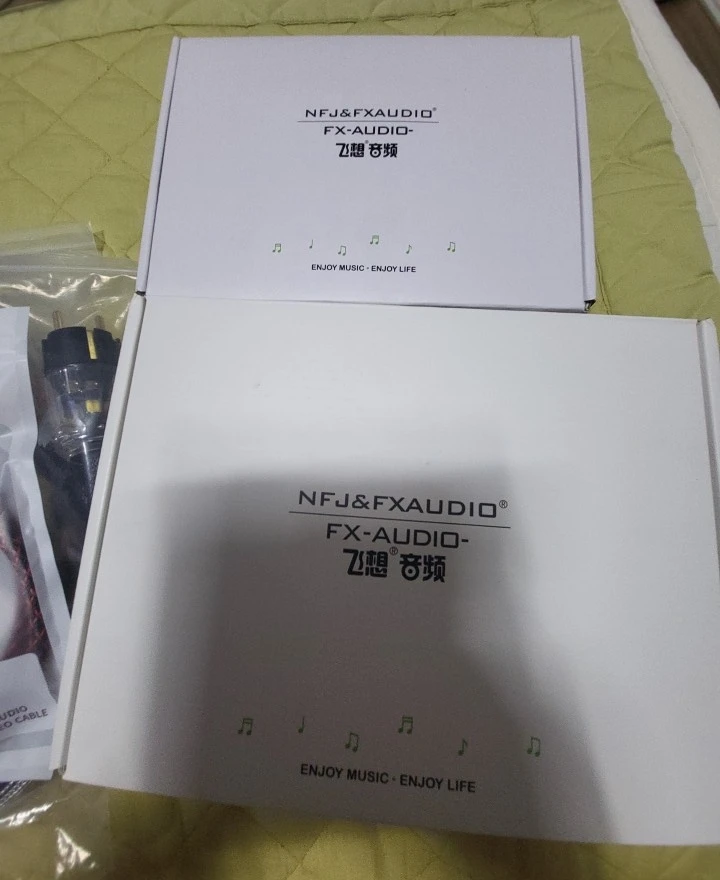 NFJ&FXAUDIO®
FX-AUDIO-
飞想®音频
ENJOY MUSIC · ENJOY LIFE
NFJ&FXAUDIO®
FX-AUDIO-
飞想®音频
ENJOY MUSIC · ENJOY LIFE
CABLE